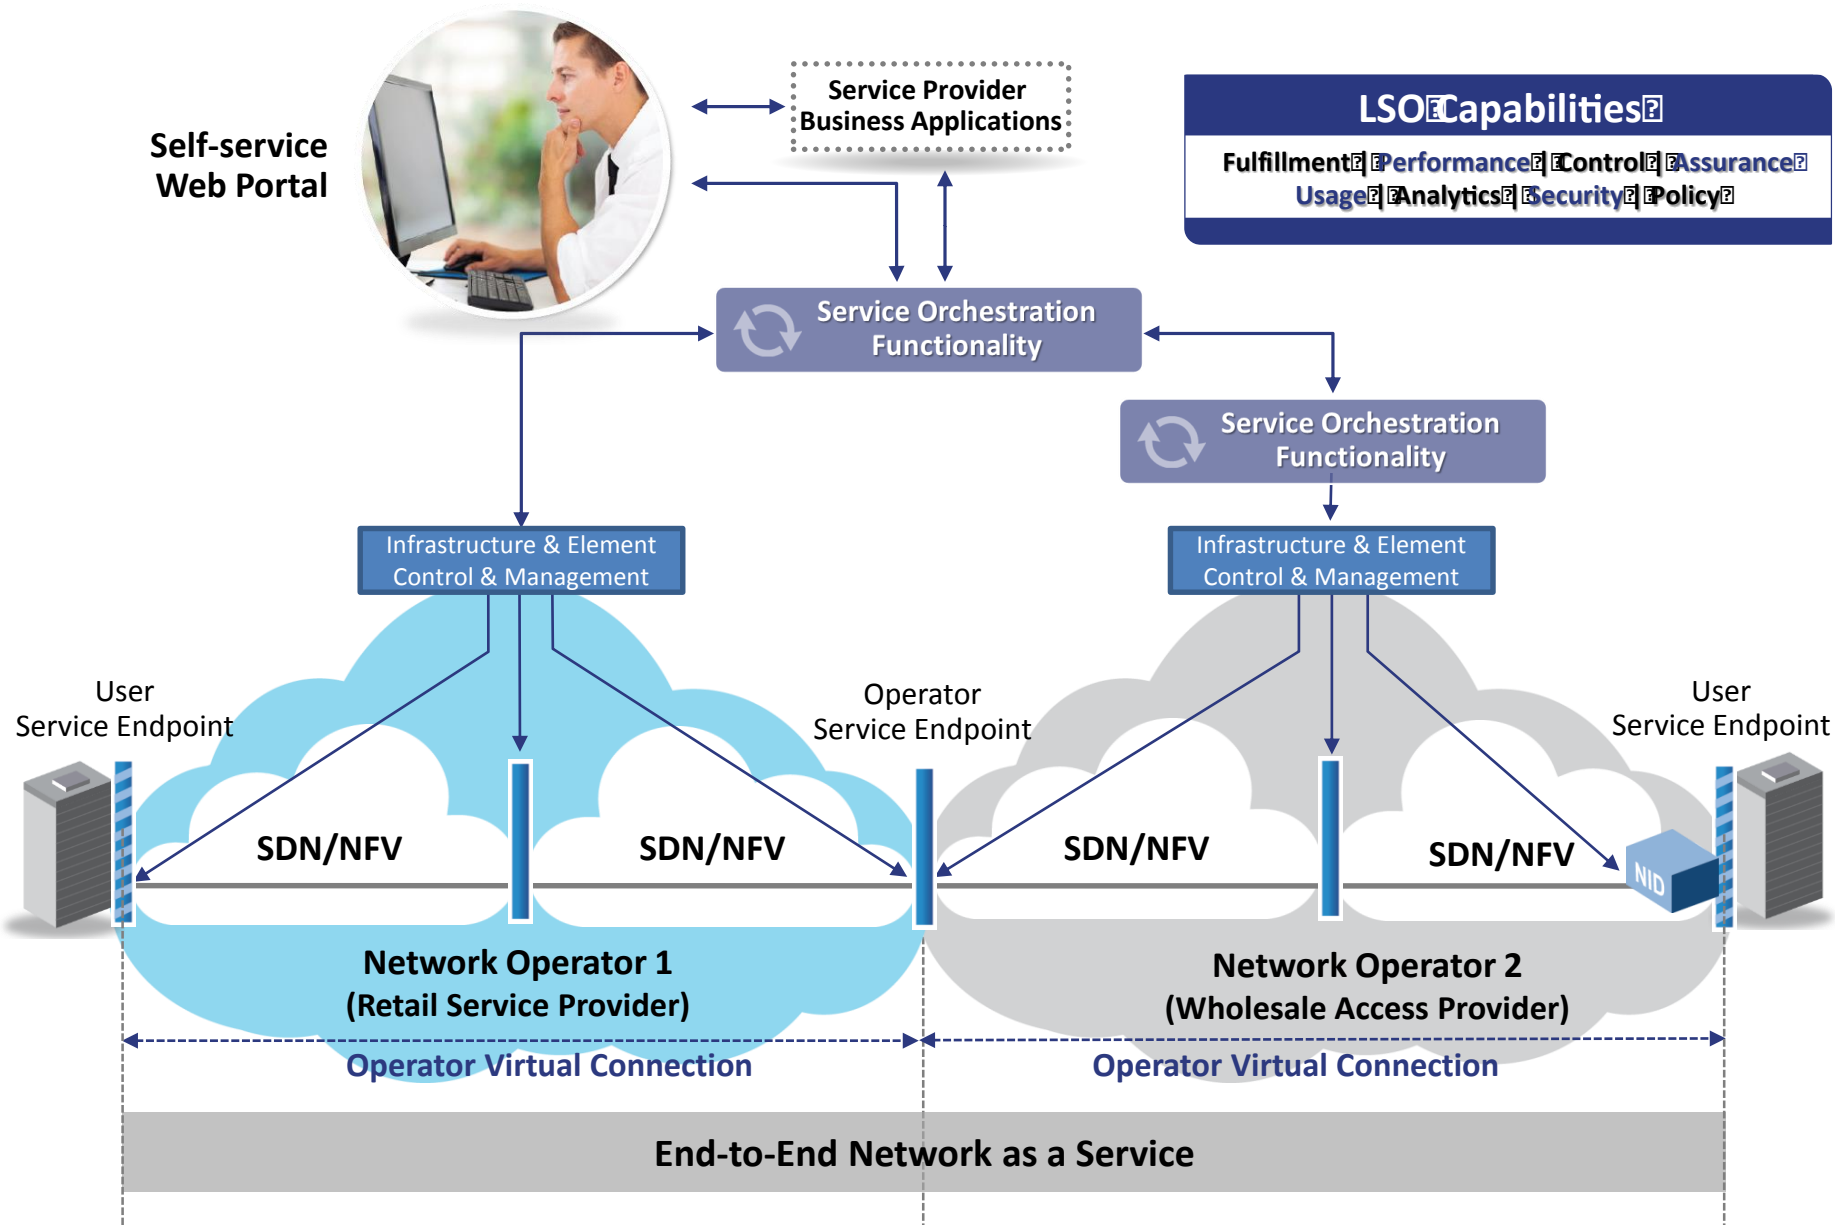 Service Provider
Business Applications
LSO Capabilities
Self-service
Web Portal
Fulfillment | Performance | Control | Assurance
Usage | Analytics | Security | Policy
Service Orchestration
Functionality
Service Orchestration
Functionality
Infrastructure & Element
Control & Management
Infrastructure & Element
Control & Management
User
Service Endpoint
Operator
Service Endpoint
User
Service Endpoint
SDN/NFV
SDN/NFV
SDN/NFV
SDN/NFV
NID
Network Operator 1
(Retail Service Provider)
Network Operator 2
(Wholesale Access Provider)
Operator Virtual Connection
Operator Virtual Connection
End-to-End Network as a Service